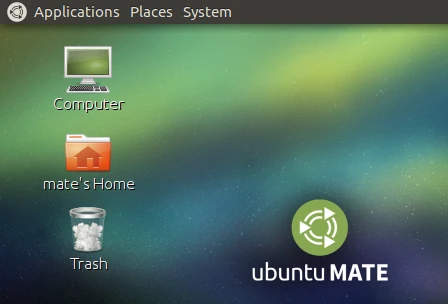 Applications Places System
Computer
mate's Home
Trash
ubuntu MATE